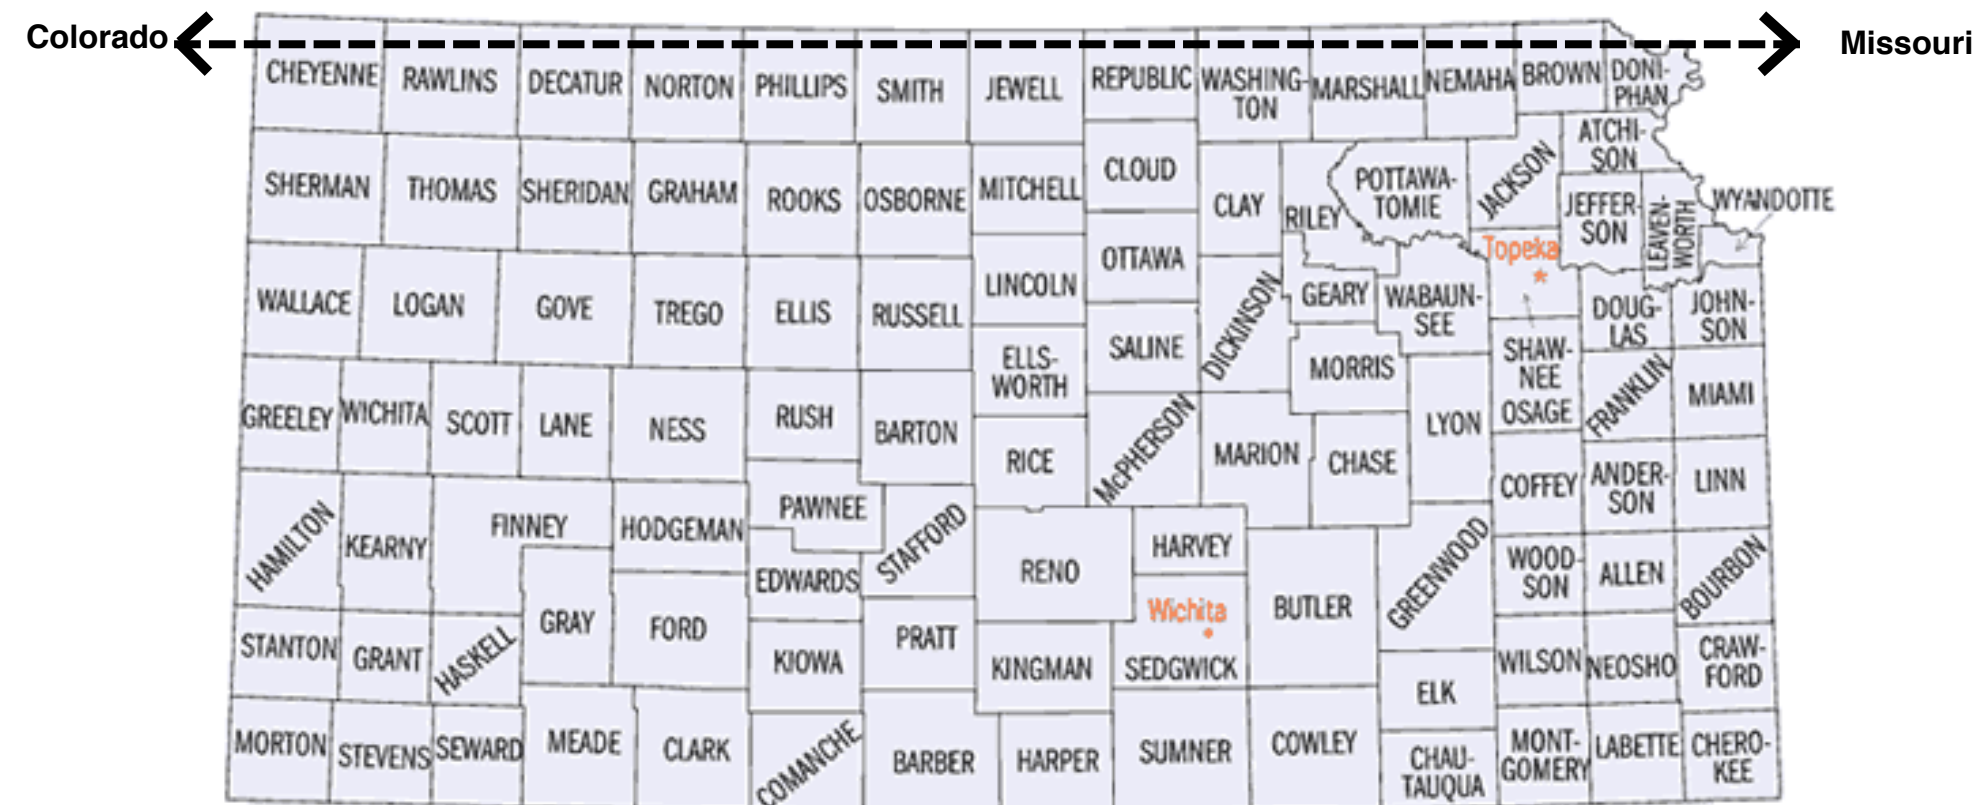 Colorado
Missouri
CHEYENNE
RAWLINS
DECATUR
NORTON
PHILLIPS
SMITH
JEWELL
REPUBLIC
WASHING-
TON
MARSHALL
NEMAHA
BROWN
DONI-
PHAN
SHERMAN
THOMAS
SHERIDAN
GRAHAM
ROOKS
OSBORNE
MITCHELL
CLOUD
CLAY
RILEY
POTTAWA-
TOMIE
JACKSON
ATCHI-
SON
JEFFER-
SON
LEAVEN-
WORTH
WYANDOTTE
Topeka
WALLACE
LOGAN
GOVE
TREGO
ELLIS
RUSSELL
LINCOLN
OTTAWA
SALINE
DICKINSON
GEARY
WABAUN-
SEE
SHAW-
NEE
DOUG-
LAS
JOHN-
SON
ELLS-
WORTH
MORRIS
GREELEY
WICHITA
SCOTT
LANE
NESS
RUSH
BARTON
RICE
McPHERSON
MARION
CHASE
LYON
OSAGE
FRANKLIN
MIAMI
COFFEY
ANDER-
SON
LINN
HAMILTON
KEARNY
FINNEY
HODGEMAN
PAWNEE
STAFFORD
EDWARDS
RENO
HARVEY
BUTLER
GREENWOOD
WOOD-
SON
ALLEN
BOURBON
GRAY
FORD
Wichita
SEDGWICK
STANTON
GRANT
HASKELL
KIOWA
PRATT
KINGMAN
ELK
WILSON
NEOSHO
CRAW-
FORD
MORTON
STEVENS
SEWARD
MEADE
CLARK
COMANCHE
BARBER
HARPER
SUMNER
COWLEY
CHAU-
TAUQUA
MONT-
GOMERY
LABETTE
CHERO-
KEE